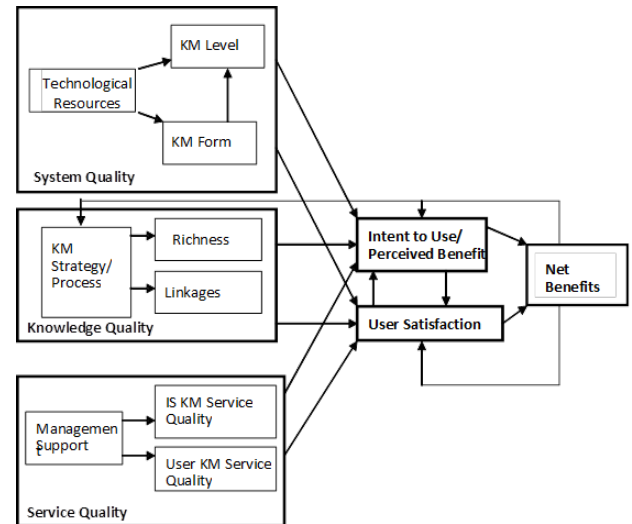 KM Level
Technological
Resources
KM Form
System Quality
KM
Strategy/
Process
Richness
Linkages
Knowledge Quality
Intent to Use/
Perceived Benefit
User Satisfaction
Net
Benefits
Managemen
t Support
IS KM Service
Quality
User KM Service
Quality
Service Quality